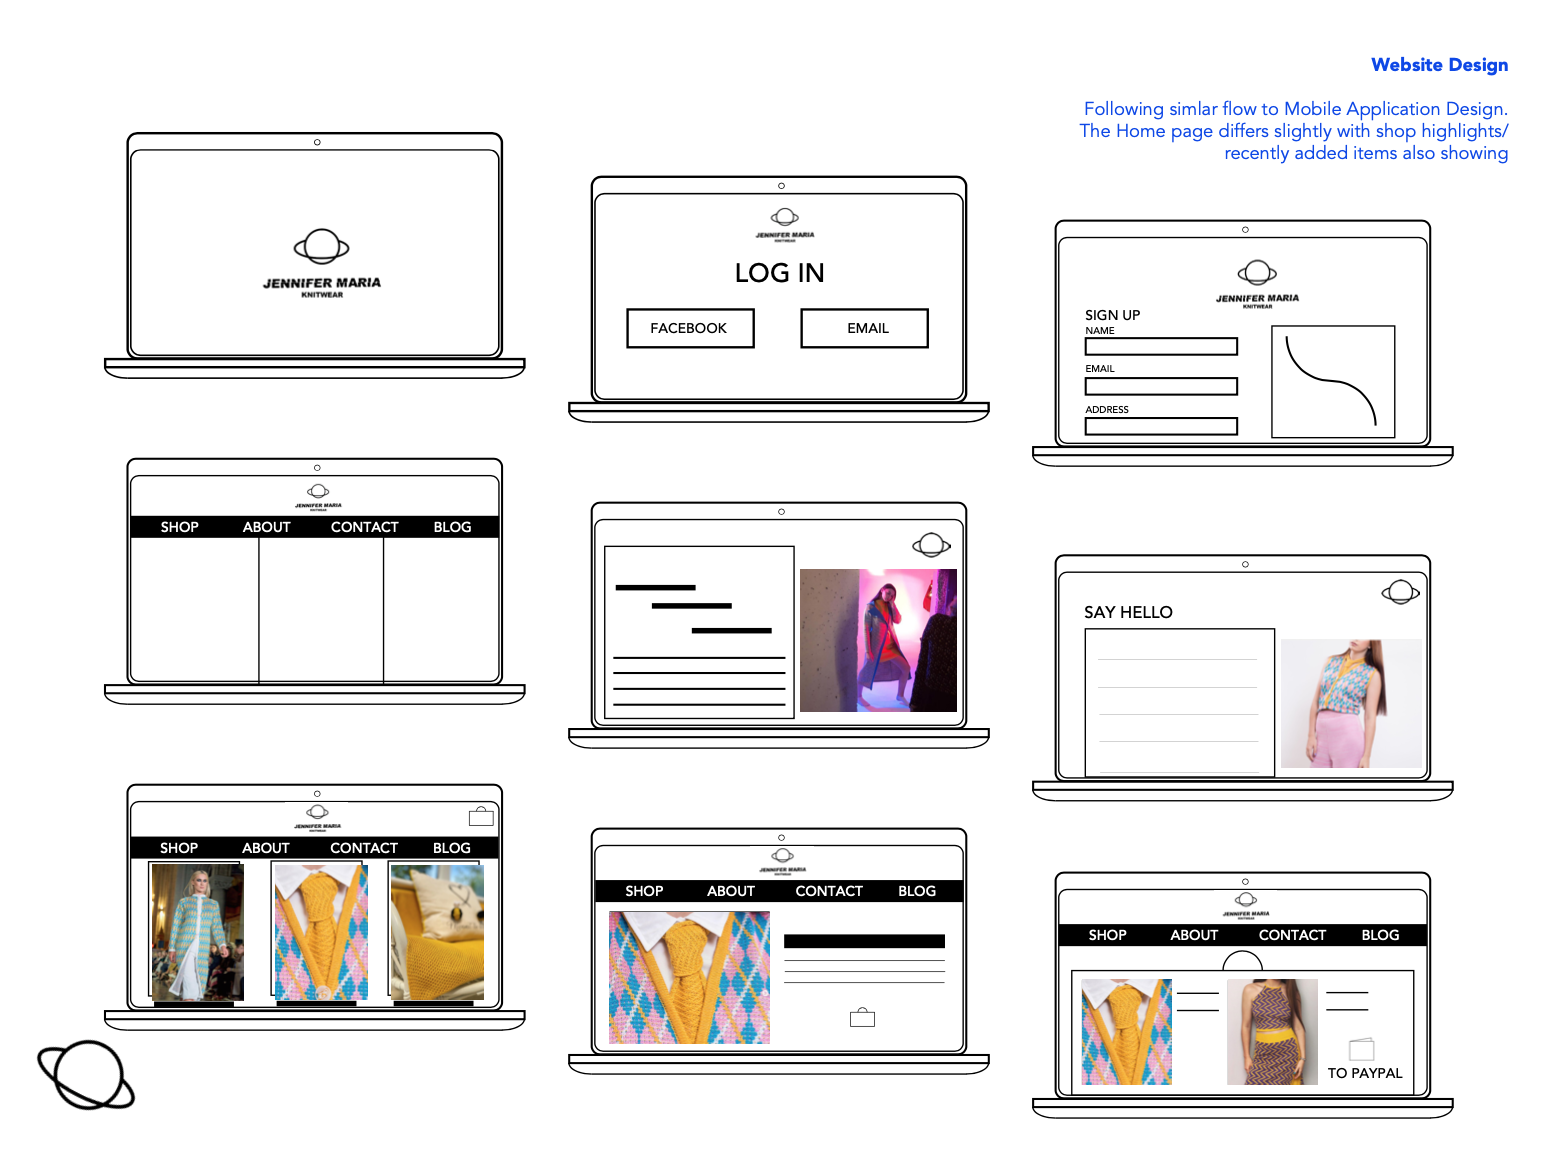 Website Design
Following simlar flow to Mobile Application Design.
The Home page differs slightly with shop highlights/
recently added items also showing
JENNIFER MARIA
KNITWEAR
JENNIFER MARIA
KNITWEAR
LOG IN
FACEBOOK EMAIL
JENNIFER MARIA
KNITWEAR
SIGN UP
NAME
EMAIL
ADDRESS
JENNIFER MARIA
KNITWEAR
SHOP ABOUT CONTACT BLOG
SAY HELLO
JENNIFER MARIA
KNITWEAR
SHOP ABOUT CONTACT BLOG
JENNIFER MARIA
KNITWEAR
SHOP ABOUT CONTACT BLOG
JENNIFER MARIA
KNITWEAR
SHOP ABOUT CONTACT BLOG
TO PAYPAL